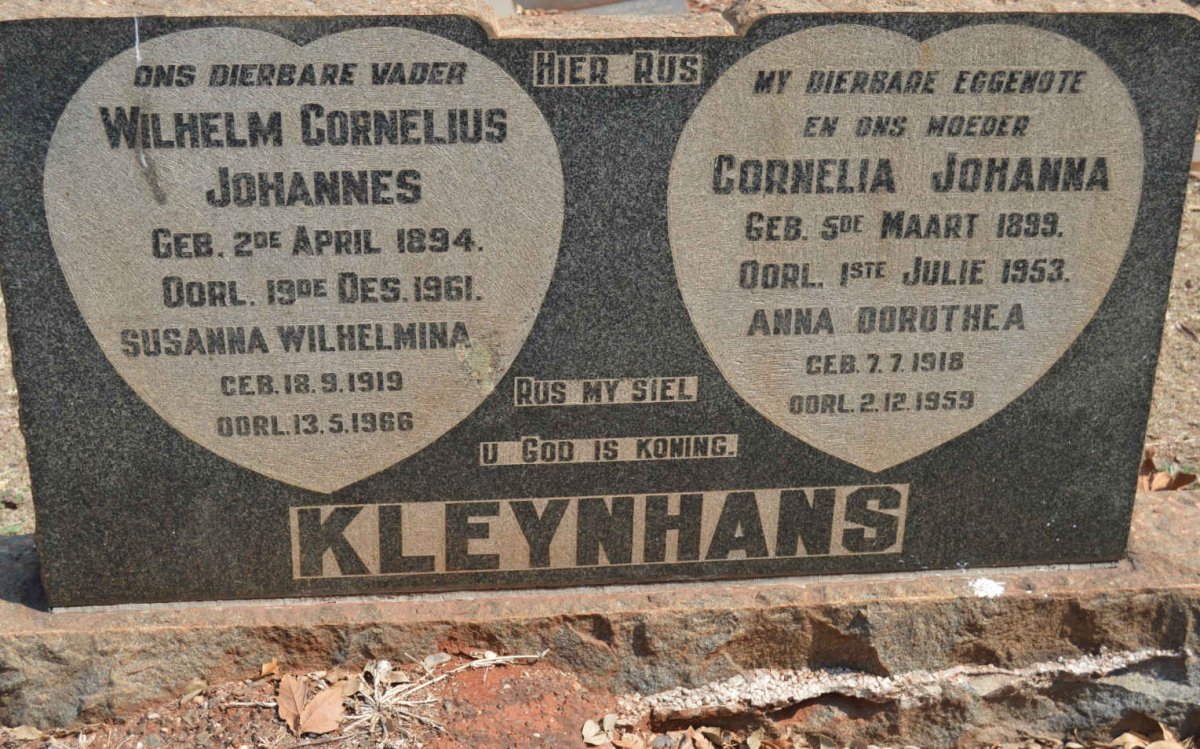 HIER RUS
ONS DIERBARE VADER
WILHELM CORNELIUS
JOHANNES
GEB. 2DE APRIL 1894.
OORL. 19DE DES. 1961.
SUSANNA WILHELMINA
GEB. 18.9.1919
OORL. 13.5.1966
MY DIERBARE EGGENOTE
EN ONS MOEDER
CORNELIA JOHANNA
GEB. 5DE MAART 1899.
OORL. 1STE JULIE 1953.
ANNA DOROTHEA
GEB. 7.7.1918
OORL. 2.12.1959
RUS MY SIEL
U GOD IS KONING.
KLEYNHANS